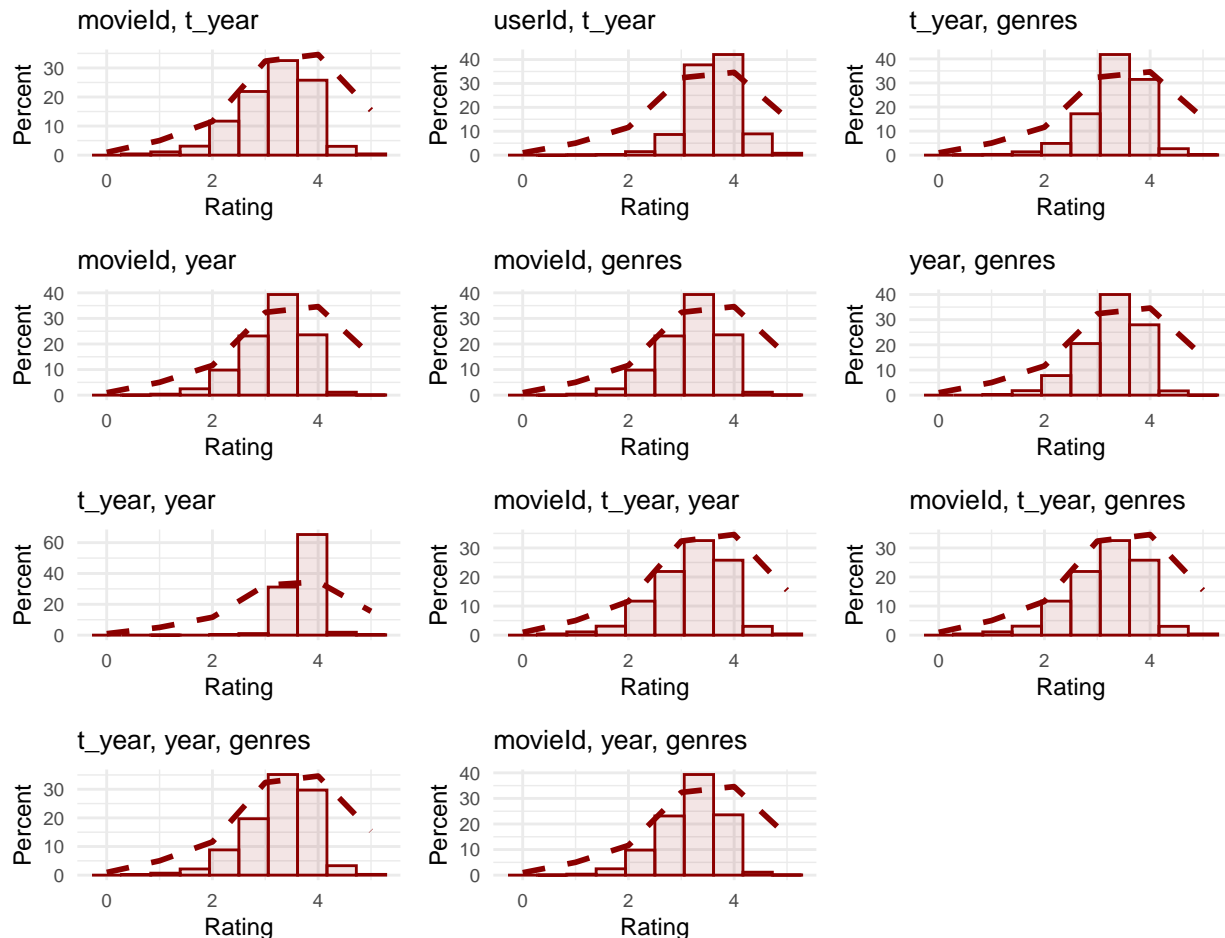 movieId, t_year
userId, t_year
t_year, genres
Percent
30
20
10
0
0 2 4
Rating
Percent
40
30
20
10
0
0 2 4
Rating
Percent
40
30
20
10
0
0 2 4
Rating
movieId, year
movieId, genres
year, genres
Percent
40
30
20
10
0
0 2 4
Rating
Percent
40
30
20
10
0
0 2 4
Rating
Percent
40
30
20
10
0
0 2 4
Rating
t_year, year
movieId, t_year, year
movieId, t_year, genres
Percent
60
40
20
0
0 2 4
Rating
Percent
30
20
10
0
0 2 4
Rating
Percent
30
20
10
0
0 2 4
Rating
t_year, year, genres
movieId, year, genres
Percent
30
20
10
0
0 2 4
Rating
Percent
40
30
20
10
0
0 2 4
Rating